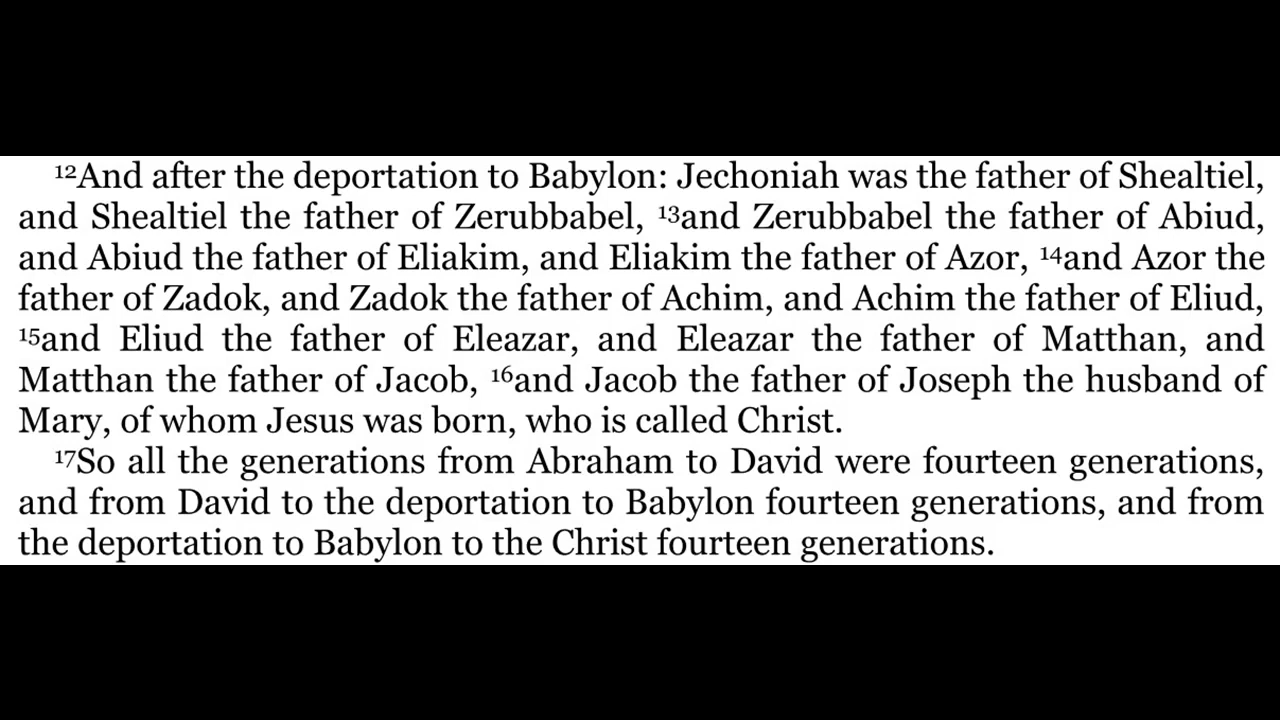 ¹²And after the deportation to Babylon: Jechoniah was the father of Shealtiel,
and Shealtiel the father of Zerubbabel, ¹³and Zerubbabel the father of Abiud,
and Abiud the father of Eliakim, and Eliakim the father of Azor, ¹⁴and Azor the
father of Zadok, and Zadok the father of Achim, and Achim the father of Eliud,
¹⁵and Eliud the father of Eleazar, and Eleazar the father of Matthan, and
Matthan the father of Jacob, ¹⁶and Jacob the father of Joseph the husband of
Mary, of whom Jesus was born, who is called Christ.
¹⁷So all the generations from Abraham to David were fourteen generations,
and from David to the deportation to Babylon fourteen generations, and from
the deportation to Babylon to the Christ fourteen generations.